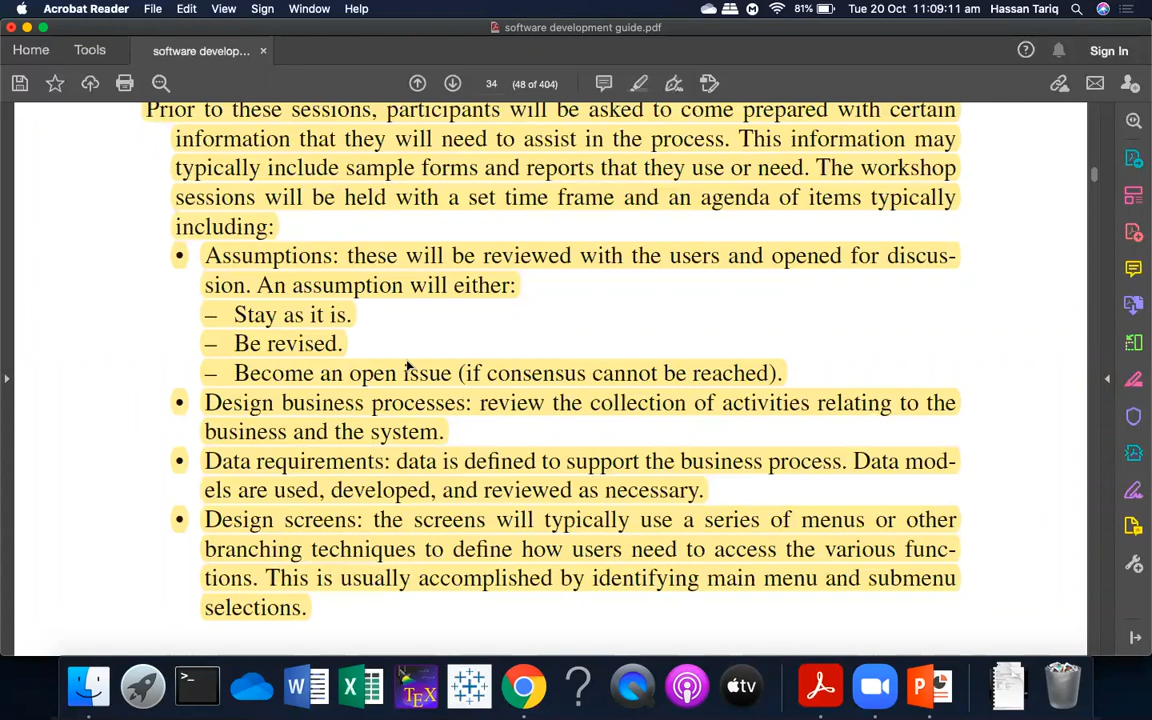 Acrobat Reader File Edit View Sign Window Help 81% Tue 20 Oct 11:09:11 am Hassan Tariq
software development guide.pdf
Home Tools software develop... × Sign In
34 (48 of 404)
Prior to these sessions, participants will be asked to come prepared with certain
information that they will need to assist in the process. This information may
typically include sample forms and reports that they use or need. The workshop
sessions will be held with a set time frame and an agenda of items typically
including:
• Assumptions: these will be reviewed with the users and opened for discus-
sion. An assumption will either:
– Stay as it is.
– Be revised.
– Become an open issue (if consensus cannot be reached).
• Design business processes: review the collection of activities relating to the
business and the system.
• Data requirements: data is defined to support the business process. Data mod-
els are used, developed, and reviewed as necessary.
• Design screens: the screens will typically use a series of menus or other
branching techniques to define how users need to access the various func-
tions. This is usually accomplished by identifying main menu and submenu
selections.
W X TEX ? tv P